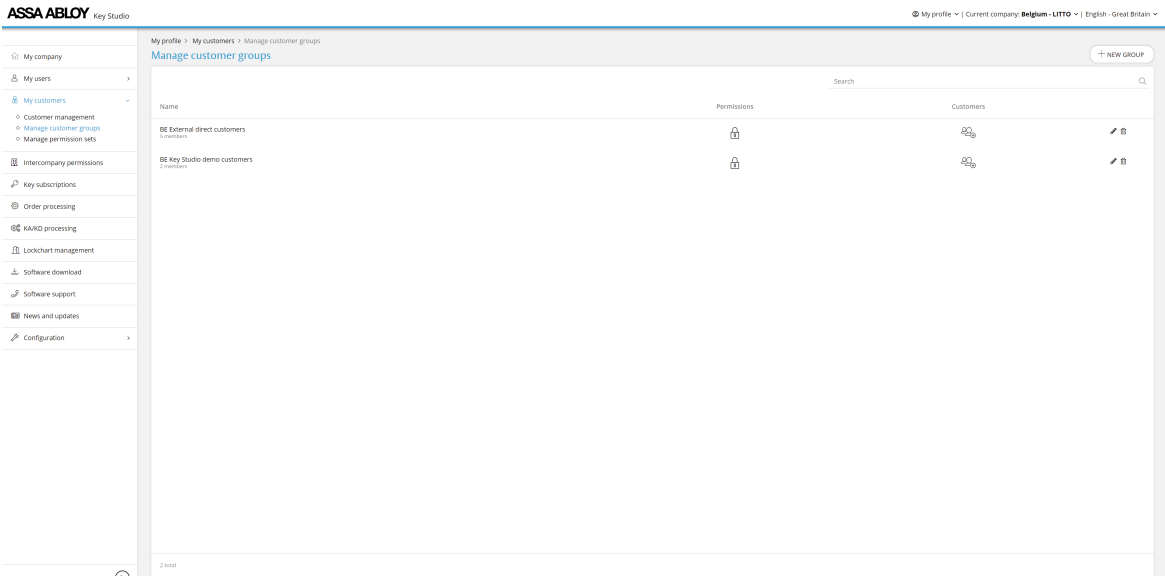 ASSA ABLOY Key Studio
My profile | Current company: Belgium - LITTO | English - Great Britain
My company
My users
My customers
Customer management
Manage customer groups
Manage permission sets
Intercompany permissions
Key subscriptions
Order processing
KA/KD processing
Lockchart management
Software download
Software support
News and updates
Configuration
My profile > My customers > Manage customer groups
Manage customer groups
NEW GROUP
Search
Name Permissions Customers
BE External direct customers
5 members
BE Key Studio demo customers
2 members
2 total